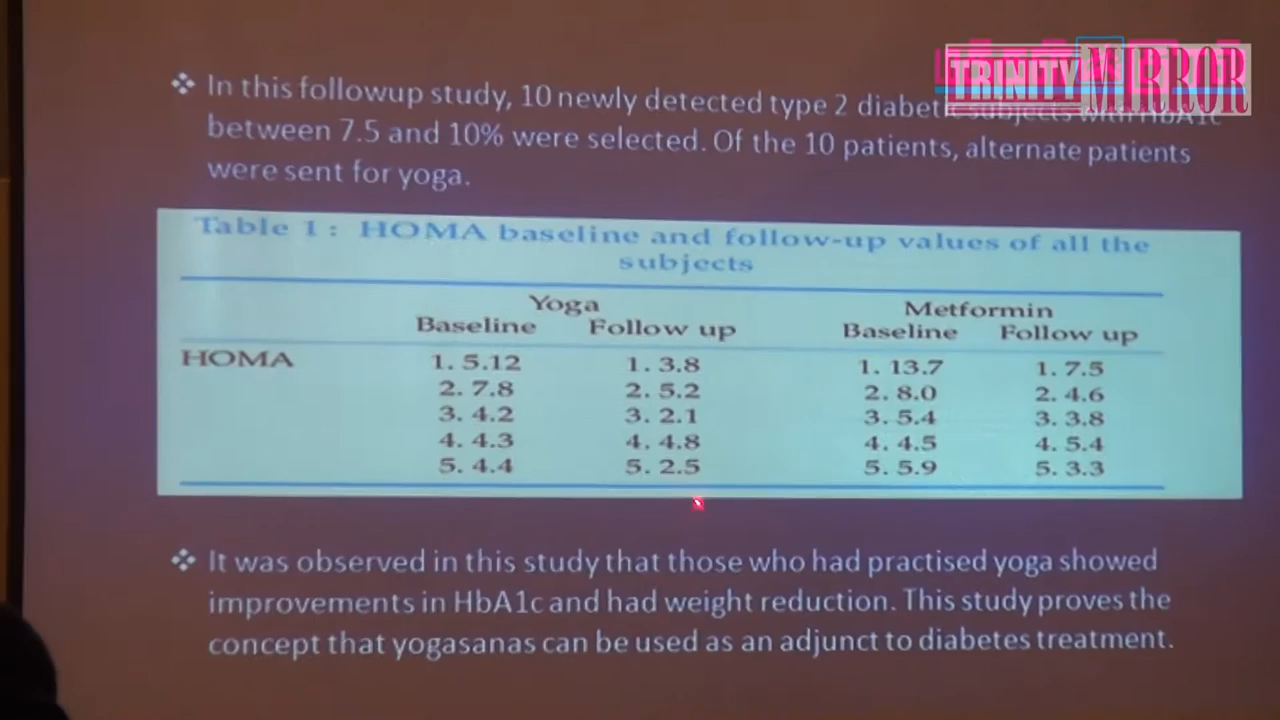 TRINITY MIRROR
❖ In this followup study, 10 newly detected type 2 diabetic subjects with HbA1c
between 7.5 and 10% were selected. Of the 10 patients, alternate patients
were sent for yoga.
Table 1 : HOMA baseline and follow-up values of all the
subjects
Yoga Metformin
Baseline Follow up Baseline Follow up
HOMA 1. 5.12 1. 3.8 1. 13.7 1. 7.5
2. 7.8 2. 5.2 2. 8.0 2. 4.6
3. 4.2 3. 2.1 3. 5.4 3. 3.8
4. 4.3 4. 4.8 4. 4.5 4. 5.4
5. 4.4 5. 2.5 5. 5.9 5. 3.3
❖ It was observed in this study that those who had practised yoga showed
improvements in HbA1c and had weight reduction. This study proves the
concept that yogasanas can be used as an adjunct to diabetes treatment.